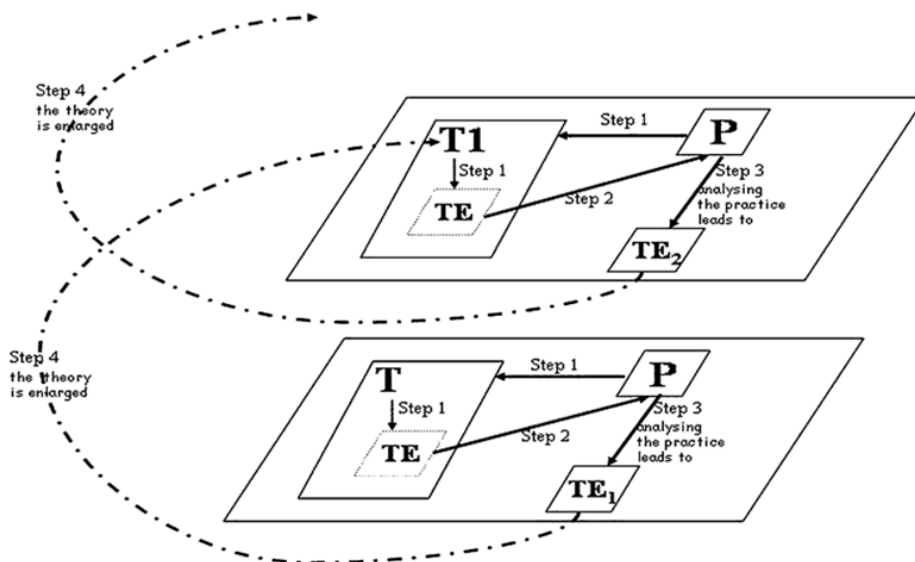 Step 4
the theory
is enlarged
Step 1
P
T1
Step 1
Step 3
analysing
the practice
leads to
TE
Step 2
TE₂
Step 4
the theory
is enlarged
Step 1
P
T
Step 1
Step 3
analysing
the practice
leads to
TE
Step 2
TE₁